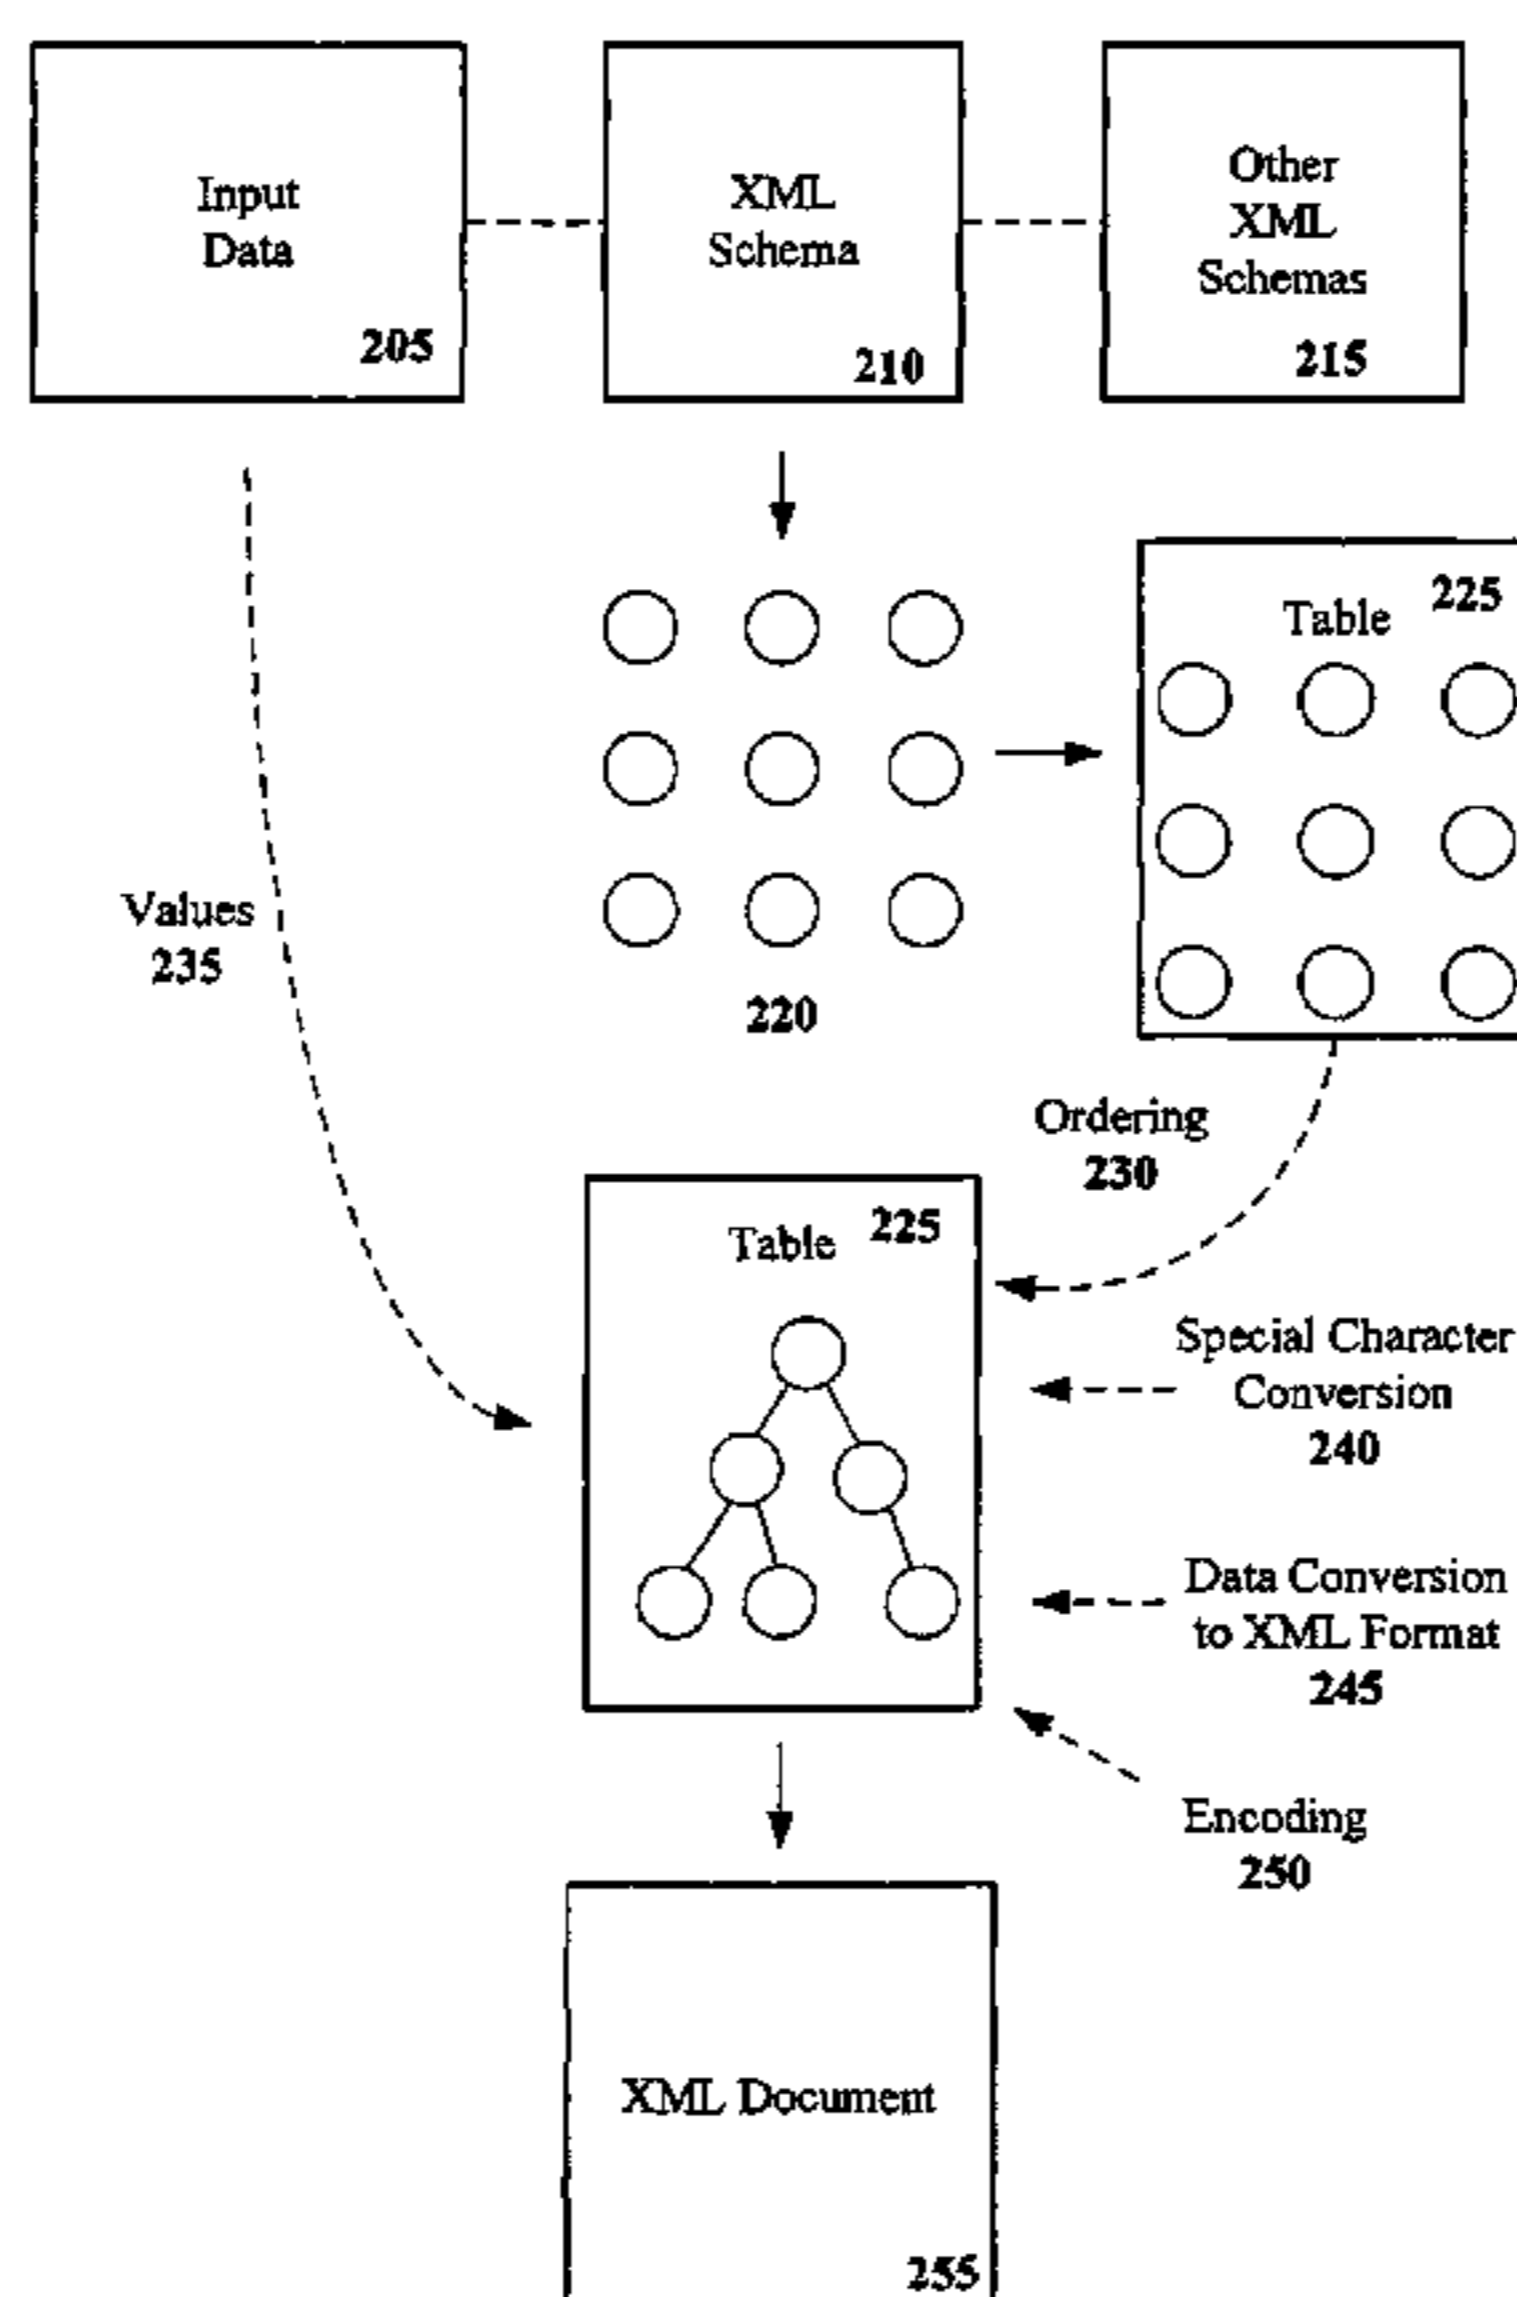 Input
Data
205
XML
Schema
210
Other
XML
Schemas
215
225
Table
Values
235
220
Ordering
230
225
Table
Special Character
Conversion
240
Data Conversion
to XML Format
245
Encoding
250
XML Document
255